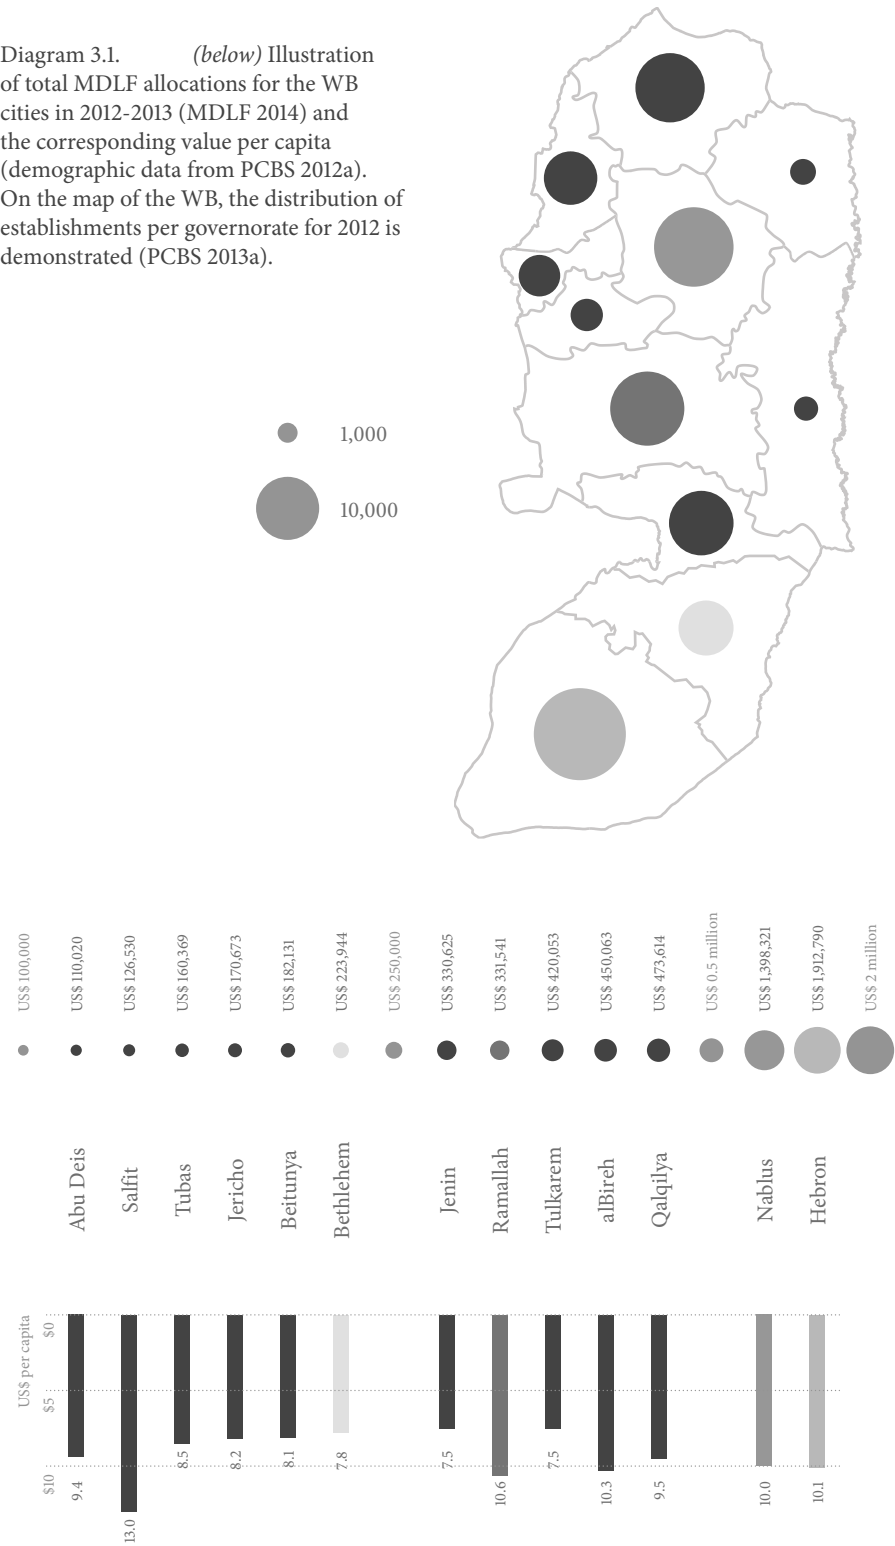 Diagram 3.1. (below) Illustration
of total MDLF allocations for the WB
cities in 2012-2013 (MDLF 2014) and
the corresponding value per capita
(demographic data from PCBS 2012a).
On the map of the WB, the distribution of
establishments per governorate for 2012 is
demonstrated (PCBS 2013a).
1,000
10,000
US$ 100,000
US$ 110,020
US$ 126,530
US$ 160,369
US$ 170,673
US$ 182,131
US$ 223,944
US$ 250,000
US$ 330,625
US$ 331,541
US$ 420,053
US$ 450,063
US$ 473,614
US$ 0.5 million
US$ 1,398,321
US$ 1,912,790
US$ 2 million
Abu Deis
Salfit
Tubas
Jericho
Beitunya
Bethlehem
Jenin
Ramallah
Tulkarem
alBireh
Qalqilya
Nablus
Hebron
US$ per capita
$0
$5
$10
9.4
13.0
8.5
8.2
8.1
7.8
7.5
10.6
7.5
10.3
9.5
10.0
10.1